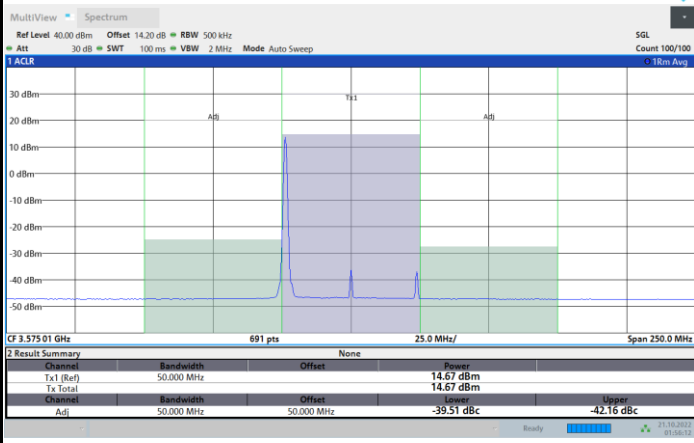 MultiView Spectrum
Ref Level 40.00 dBm Offset 14.20 dB RBW 500 kHz SGL
Att 30 dB SWT 100 ms VBW 2 MHz Mode Auto Sweep Count 100/100
1 ACLR 1Rm Avg
30 dBm
Tx1
20 dBm Adj Adj
10 dBm
0 dBm
-10 dBm
-20 dBm
-30 dBm
-40 dBm
-50 dBm
CF 3.575 01 GHz 691 pts 25.0 MHz/ Span 250.0 MHz
2 Result Summary None
Channel Bandwidth Offset Power
Tx1 (Ref) 50.000 MHz 14.67 dBm
Tx Total 14.67 dBm
Channel Bandwidth Offset Lower Upper
Adj 50.000 MHz 50.000 MHz -39.51 dBc -42.16 dBc
Ready 21.10.2022
01:56:12